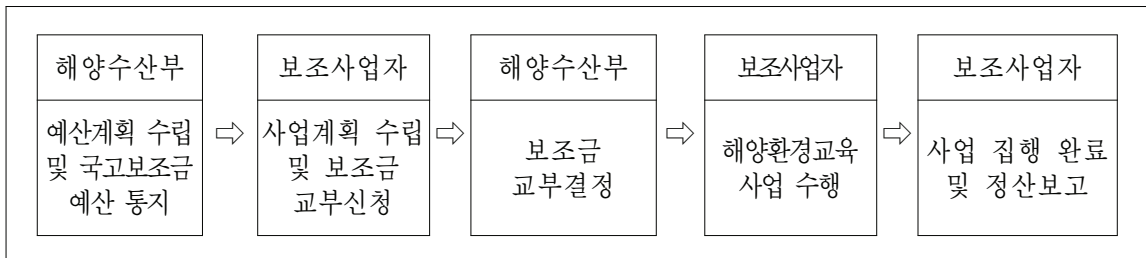 해양수산부
예산계획 수립
및 국고보조금
예산 통지
⇨
보조사업자
사업계획 수립
및 보조금
교부신청
⇨
해양수산부
보조금
교부결정
⇨
보조사업자
해양환경교육
사업 수행
⇨
보조사업자
사업 집행 완료
및 정산보고